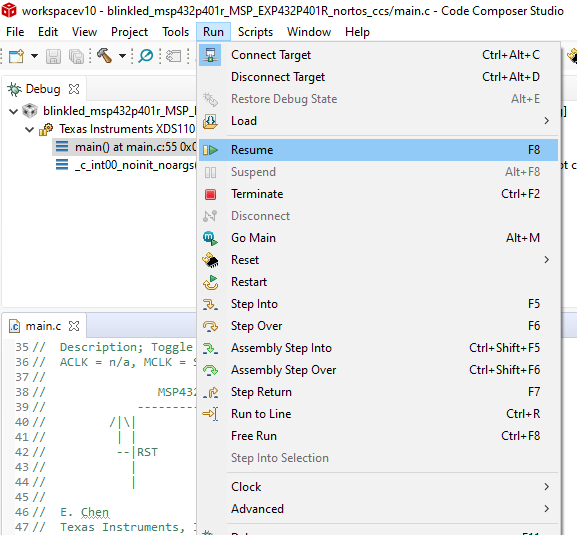 workspacev10 - blinkled_msp432p401r_MSP_EXP432P401R_nortos_ccs/main.c - Code Composer Studio
File Edit View Project Tools Run Scripts Window Help
Connect Target Ctrl+Alt+C
Disconnect Target Ctrl+Alt+D
Debug
Restore Debug State Alt+E
blinkled_msp432p401r_MSP_
Load
Texas Instruments XDS110
main() at main.c:55 0x0
Resume F8
_c_int00_noinit_noargs(
Suspend Alt+F8
Terminate Ctrl+F2
Disconnect
Go Main Alt+M
Reset
Restart
Step Into F5
main.c
Step Over F6
35 // Description; Toggle
Assembly Step Into Ctrl+Shift+F5
36 // ACLK = n/a, MCLK =
Assembly Step Over Ctrl+Shift+F6
37 //
38 // MSP432
Step Return F7
39 // ---------
40 // /|\|
Run to Line Ctrl+R
41 // | |
Free Run Ctrl+F8
42 // --|RST
43 // |
Step Into Selection
44 // |
45 //
Clock
46 // E. Chen
Advanced
47 // Texas Instruments,